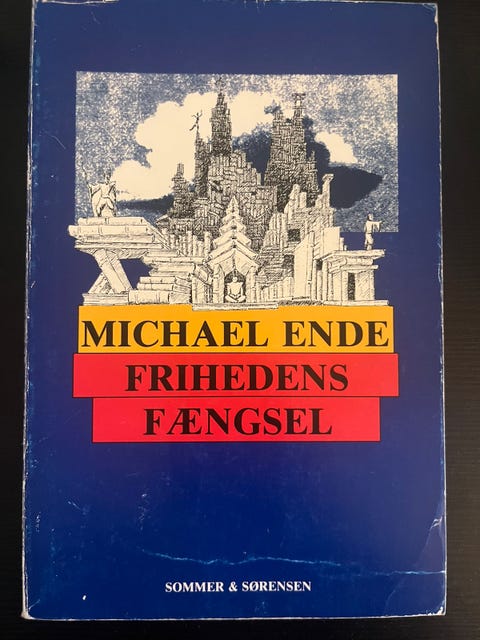 MICHAEL ENDE
FRIHEDENS
FÆNGSEL
SOMMER & SØRENSEN